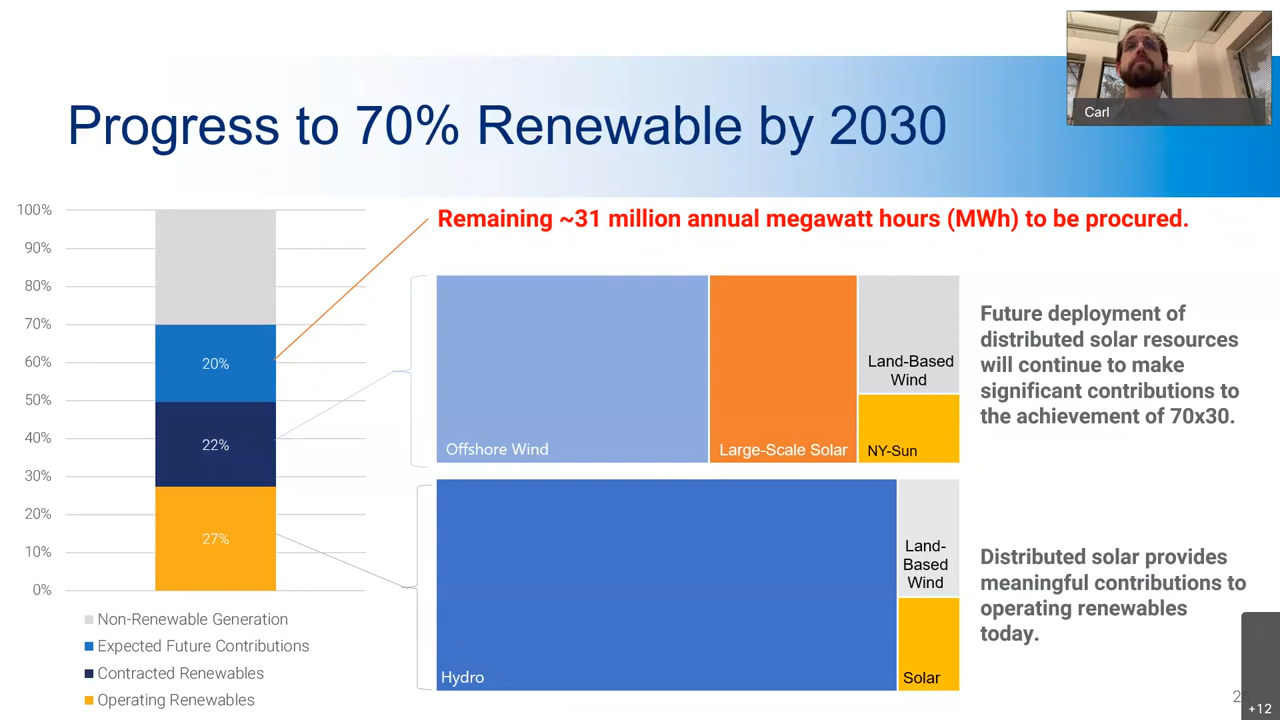 Carl
Progress to 70% Renewable by 2030
100%
90%
80%
70%
60%
50%
40%
30%
20%
10%
0%
20%
22%
27%
Non-Renewable Generation
Expected Future Contributions
Contracted Renewables
Operating Renewables
Remaining ~31 million annual megawatt hours (MWh) to be procured.
Offshore Wind
Large-Scale Solar
Land-Based
Wind
NY-Sun
Future deployment of
distributed solar resources
will continue to make
significant contributions to
the achievement of 70x30.
Hydro
Land-
Based
Wind
Solar
Distributed solar provides
meaningful contributions to
operating renewables
today.
+12